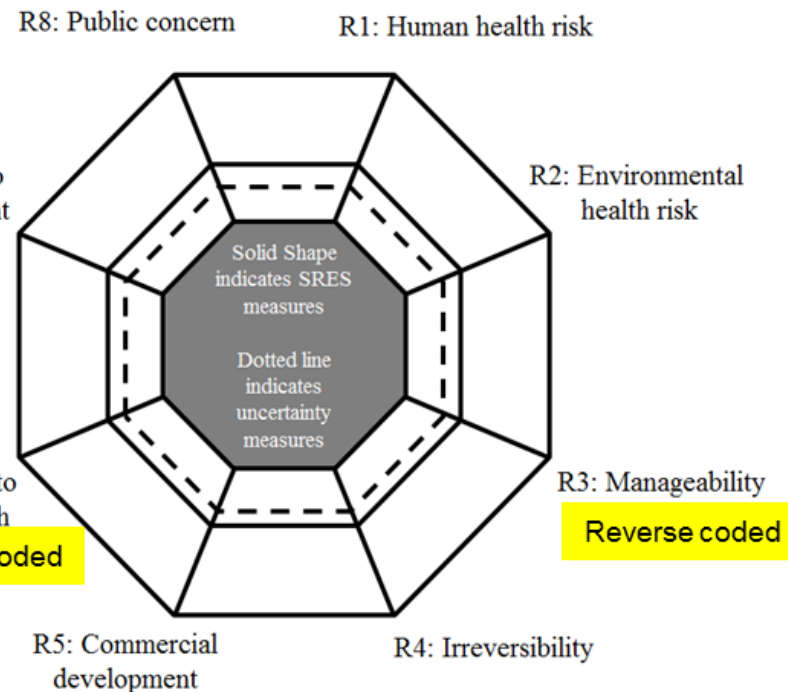 R8: Public concern
R1: Human health risk
R2: Environmental
health risk
Solid Shape
indicates SRES
measures
Dotted line
indicates
uncertainty
measures
to
R3: Manageability
Reverse coded
R5: Commercial
development
R4: Irreversibility